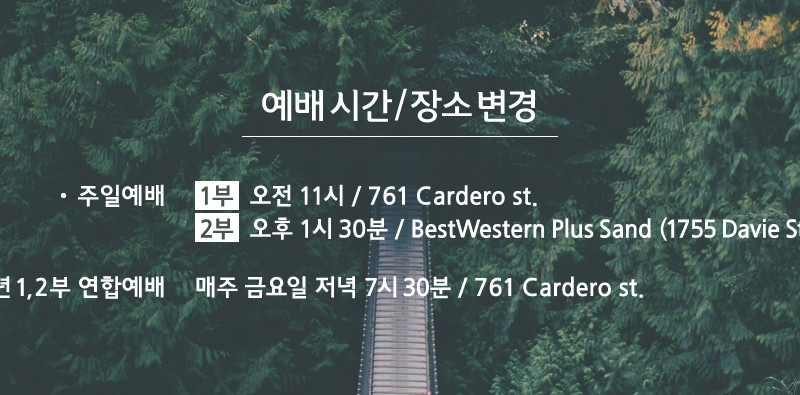 예배 시간/장소 변경
• 주일예배 1부 오전 11시 / 761 Cardero st.
2부 오후 1시 30분 / BestWestern Plus Sand (1755 Davie St
년 1,2부 연합예배 매주 금요일 저녁 7시 30분 / 761 Cardero st.